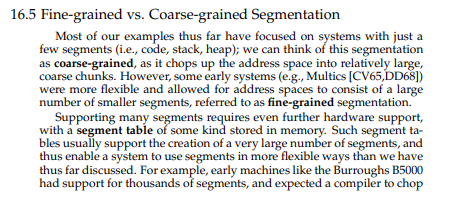 16.5 Fine-grained vs. Coarse-grained Segmentation
Most of our examples thus far have focused on systems with just a
few segments (i.e., code, stack, heap); we can think of this segmentation
as coarse-grained, as it chops up the address space into relatively large,
coarse chunks. However, some early systems (e.g., Multics [CV65,DD68])
were more flexible and allowed for address spaces to consist of a large
number of smaller segments, referred to as fine-grained segmentation.
Supporting many segments requires even further hardware support,
with a segment table of some kind stored in memory. Such segment ta-
bles usually support the creation of a very large number of segments, and
thus enable a system to use segments in more flexible ways than we have
thus far discussed. For example, early machines like the Burroughs B5000
had support for thousands of segments, and expected a compiler to chop